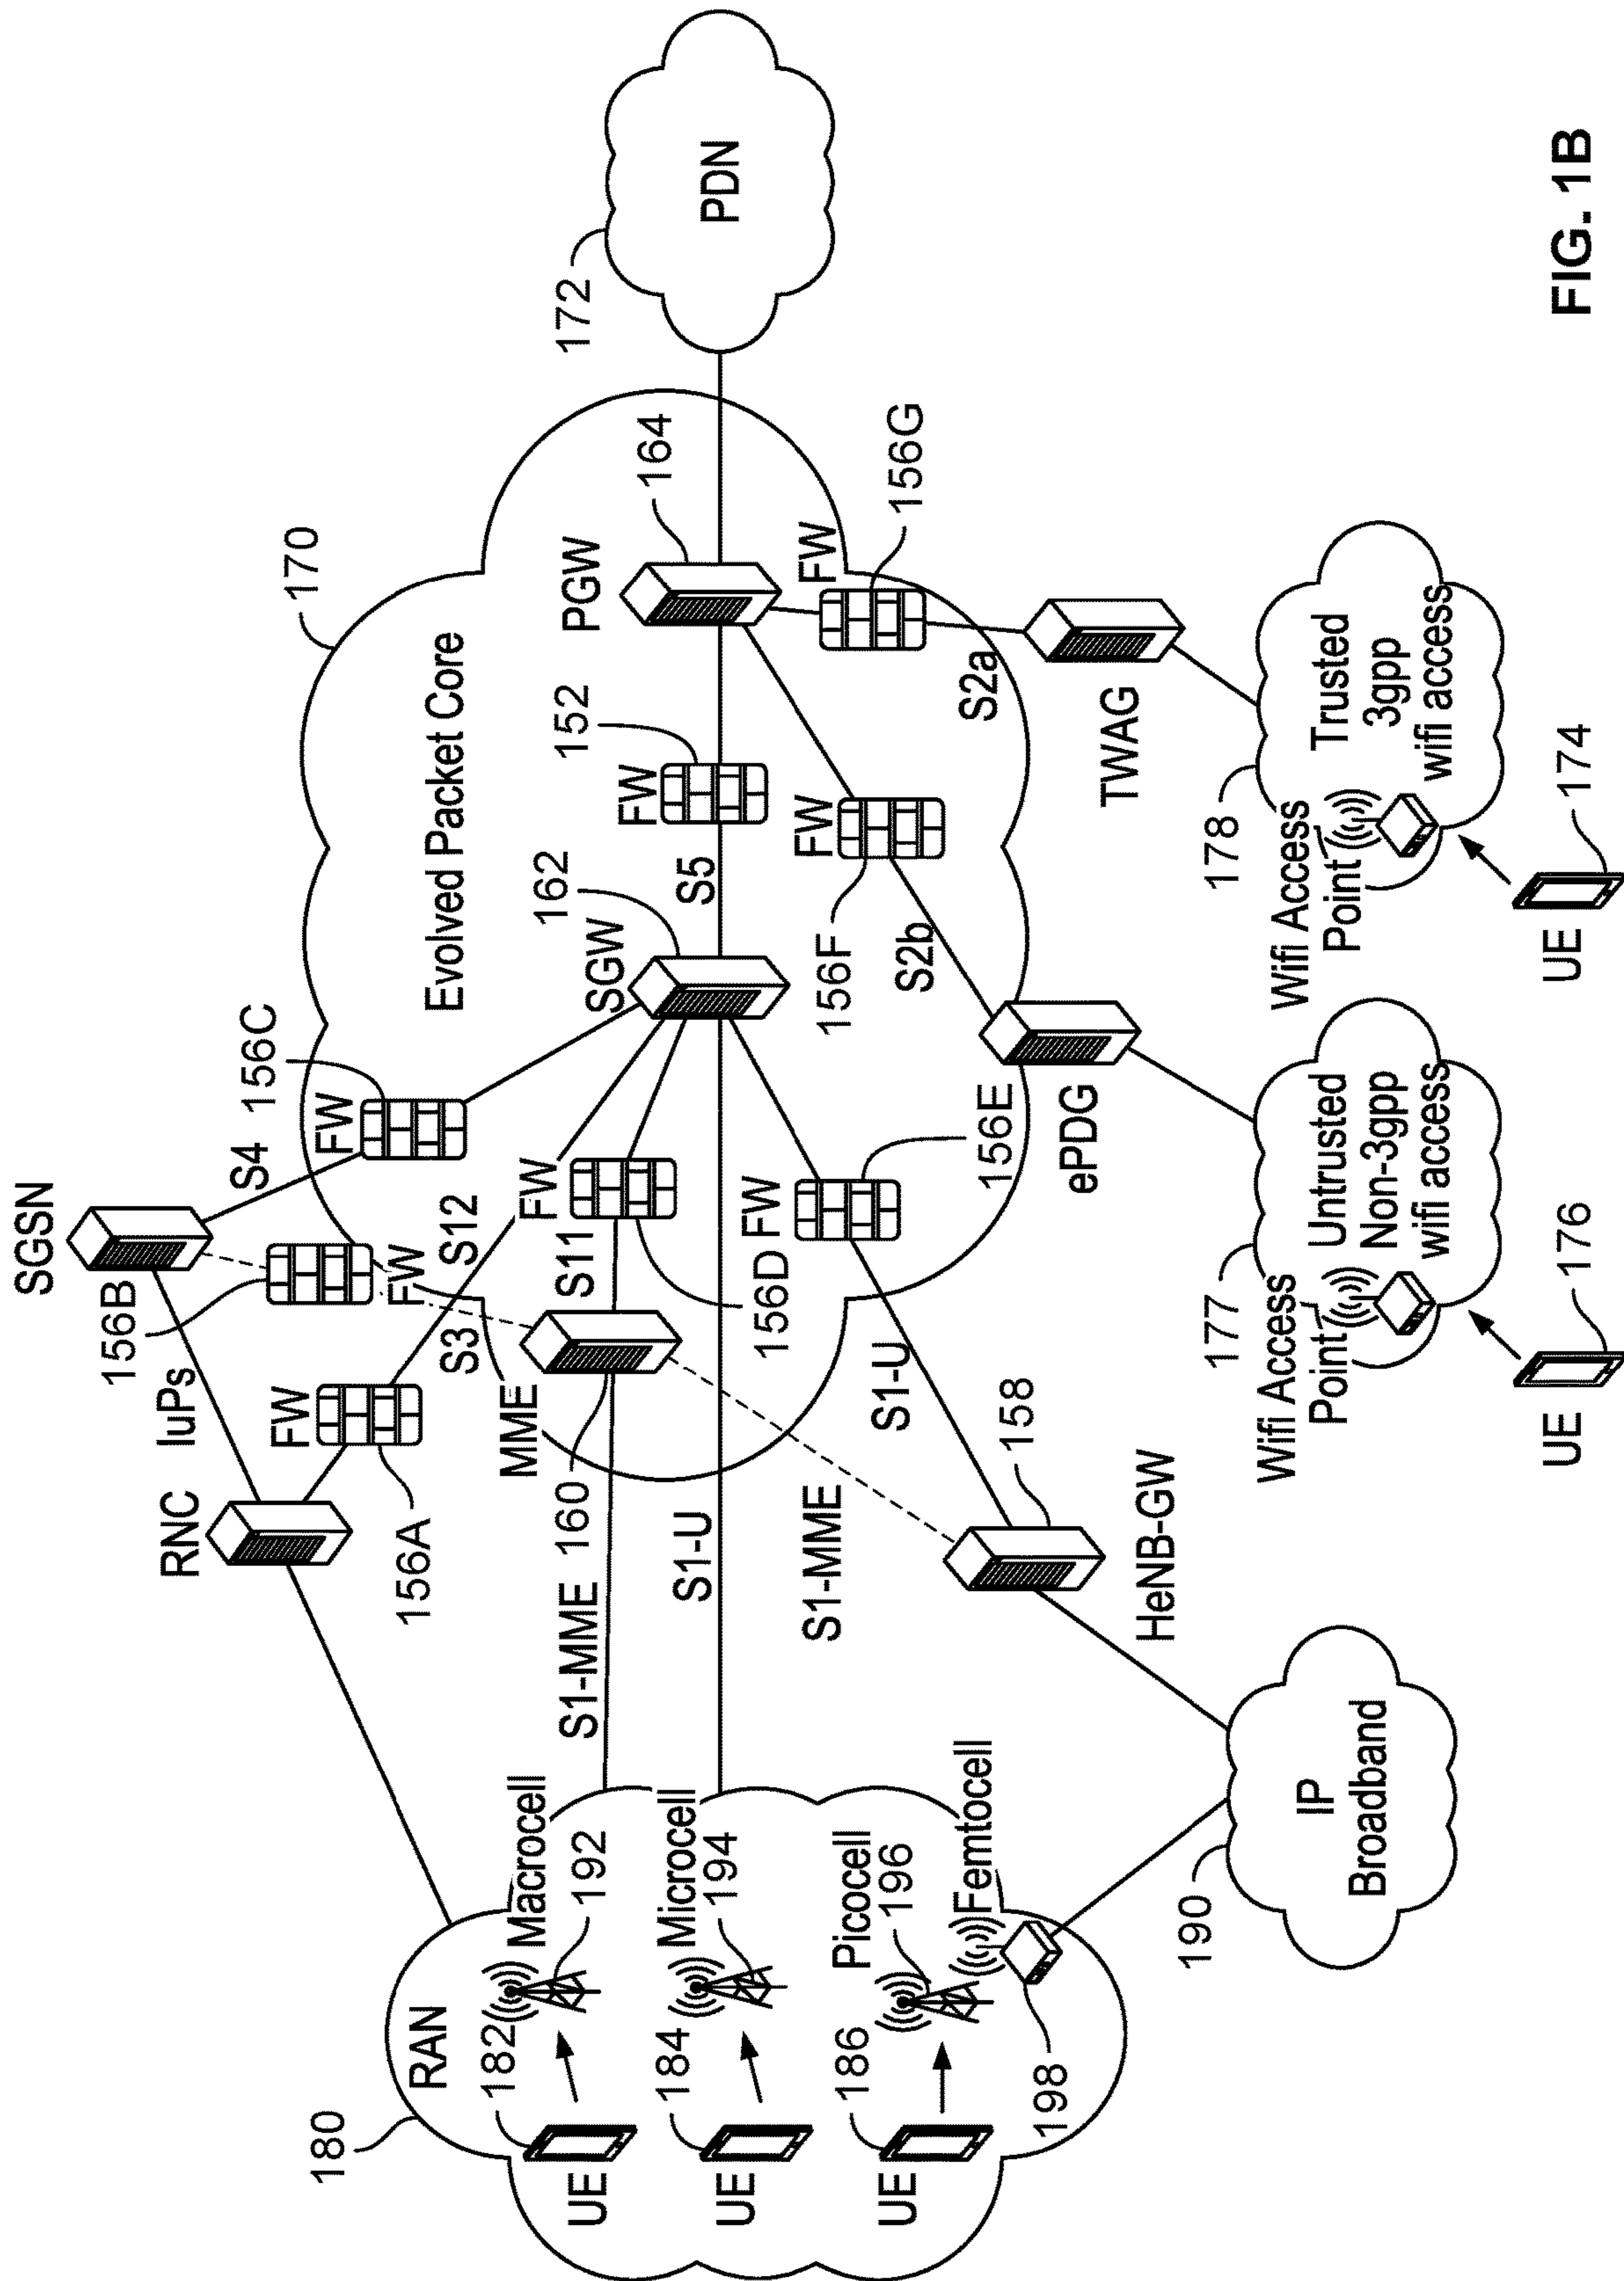 SGSN
RNC
IuPs
156B
S4
156C
FW
170
Evolved Packet Core
FW
156A
S3
S12
FW
MME
160
S11
FW
156D
SGW
162
S5
FW
152
PGW
164
172
PDN
180
RAN
182
UE
Macrocell
192
184
UE
Microcell
194
186
UE
Picocell
196
Femtocell
198
S1-MME
S1-U
S1-MME
S1-U
FW
156E
156F
FW
S2b
S2a
FW
156G
158
HeNB-GW
ePDG
TWAG
190
IP
Broadband
177
Wifi Access
Point
Untrusted
Non-3gpp
wifi access
UE
176
178
Wifi Access
Point
Trusted
3gpp
wifi access
UE
174
FIG. 1B